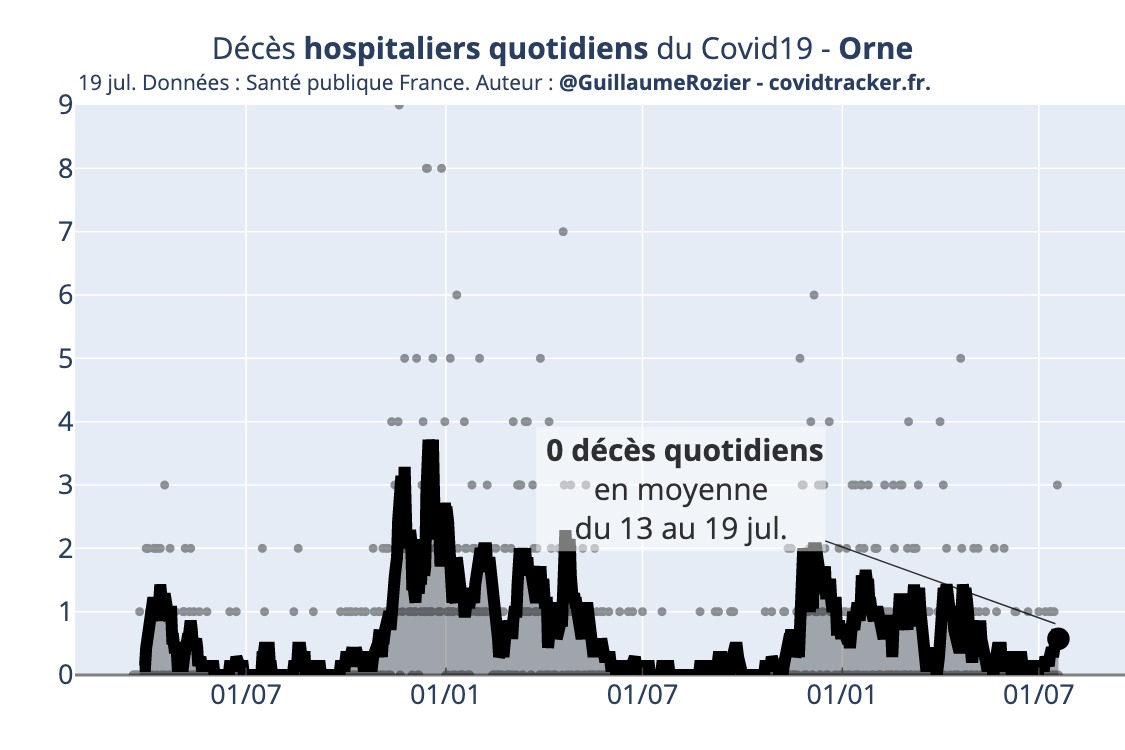 Décès hospitaliers quotidiens du Covid19 - Orne
19 jul. Données : Santé publique France. Auteur : @GuillaumeRozier - covidtracker.fr.
9
8
7
6
5
4
3
2
1
0
0 décès quotidiens
en moyenne
du 13 au 19 jul.
01/07 01/01 01/07 01/01 01/07